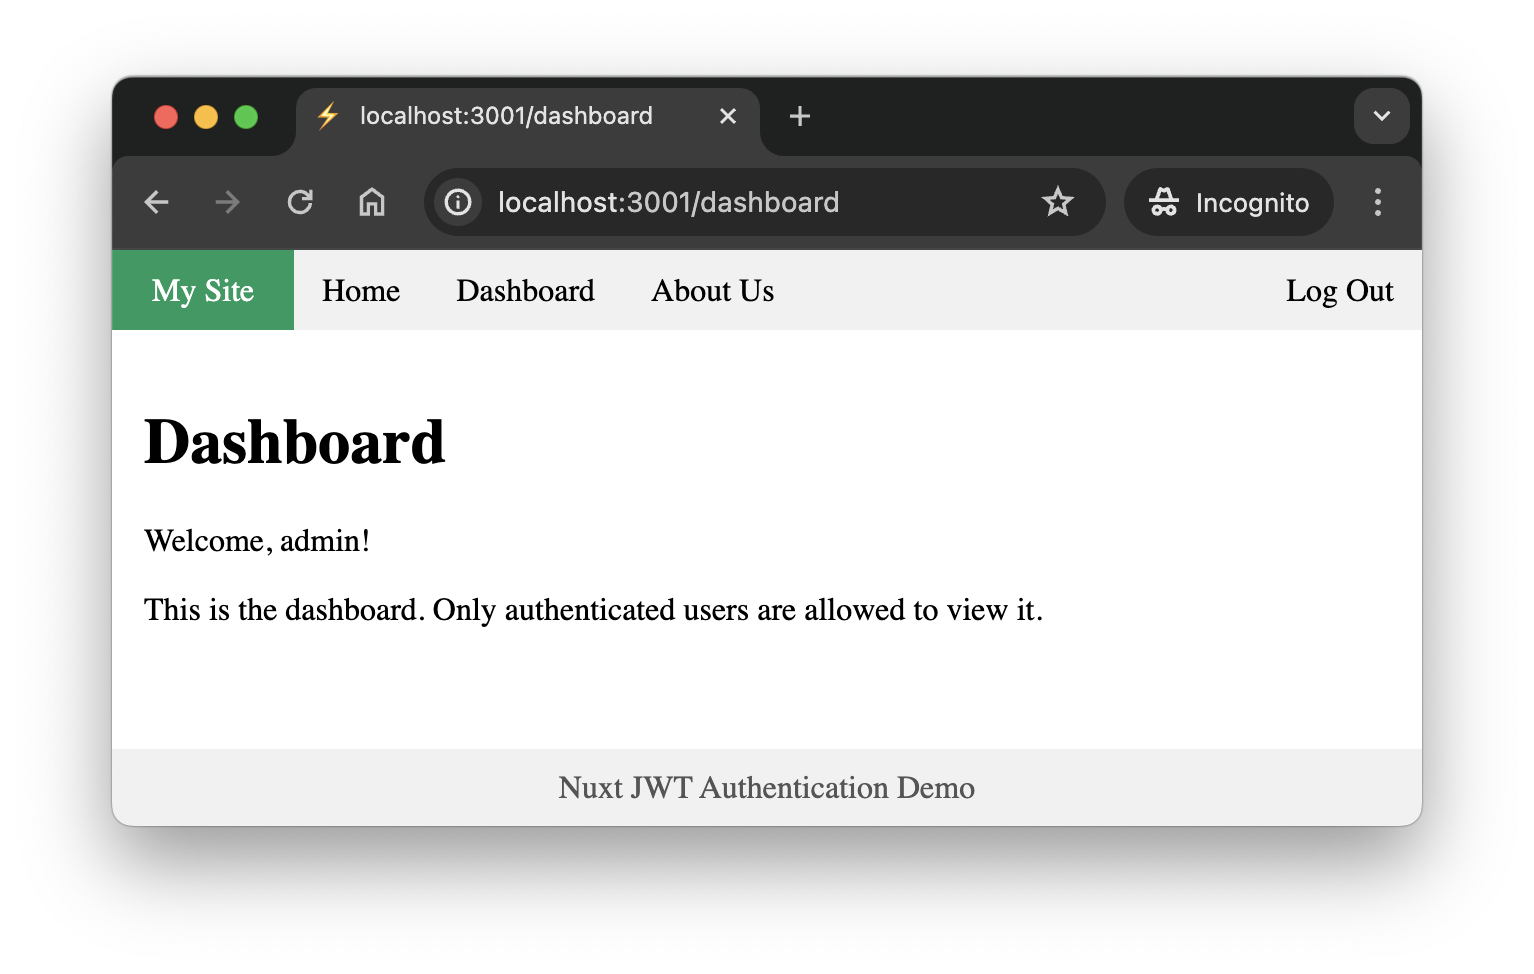 localhost:3001/dashboard
localhost:3001/dashboard Incognito
My Site Home Dashboard About Us Log Out
Dashboard
Welcome, admin!
This is the dashboard. Only authenticated users are allowed to view it.
Nuxt JWT Authentication Demo